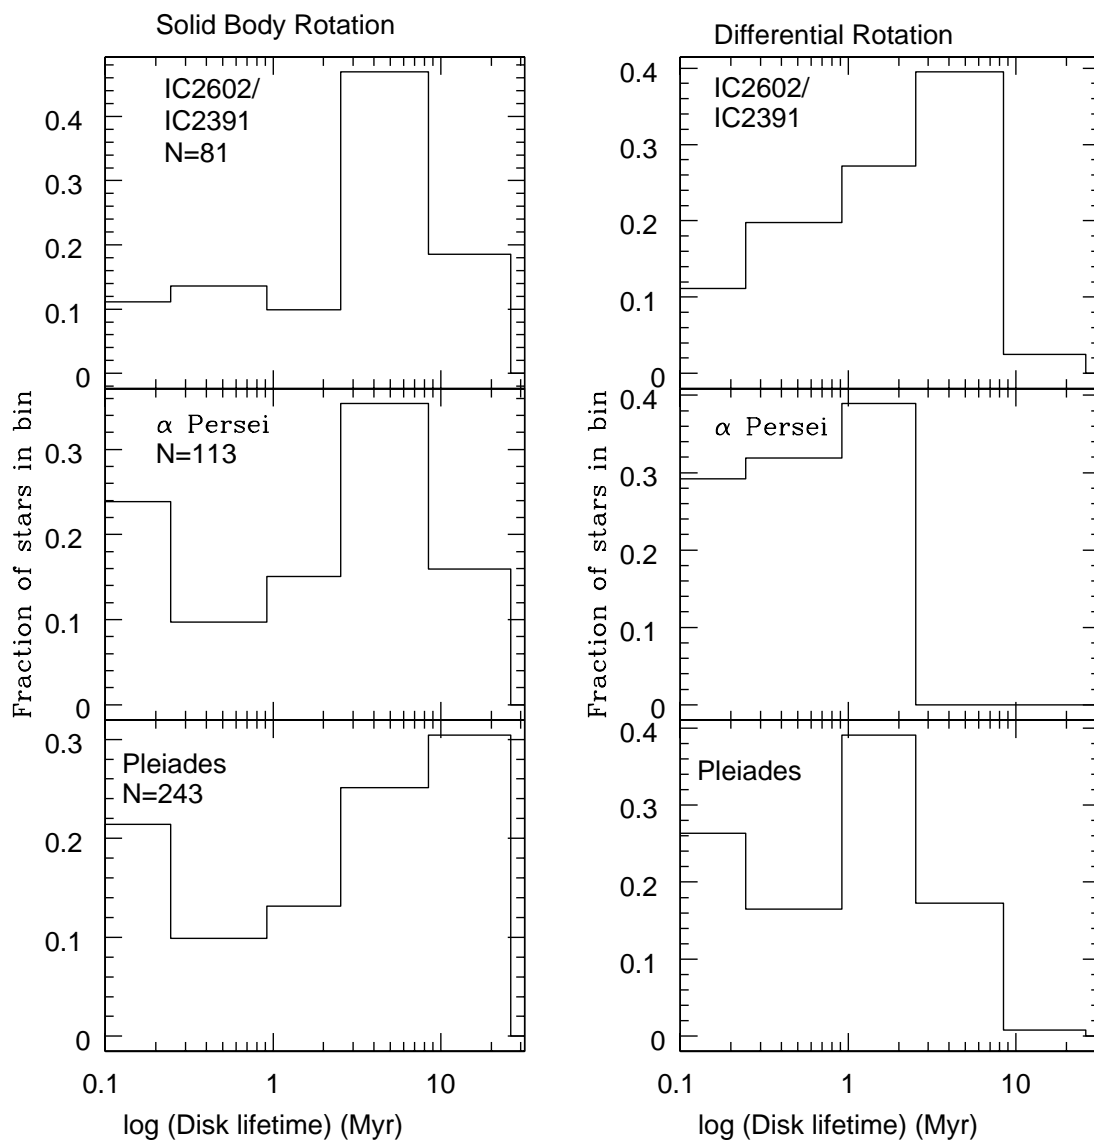 Solid Body Rotation
IC2602/
IC2391
N=81
0.4
0.3
0.2
0.1
0
α Persei
N=113
0.3
0.2
0.1
0
Pleiades
N=243
0.3
0.2
0.1
0
0.1 1 10
log (Disk lifetime) (Myr)
Fraction of stars in bin
Differential Rotation
IC2602/
IC2391
0.4
0.3
0.2
0.1
0
α Persei
0.4
0.3
0.2
0.1
0
Pleiades
0.4
0.3
0.2
0.1
0
0.1 1 10
log (Disk lifetime) (Myr)
Fraction of stars in bin